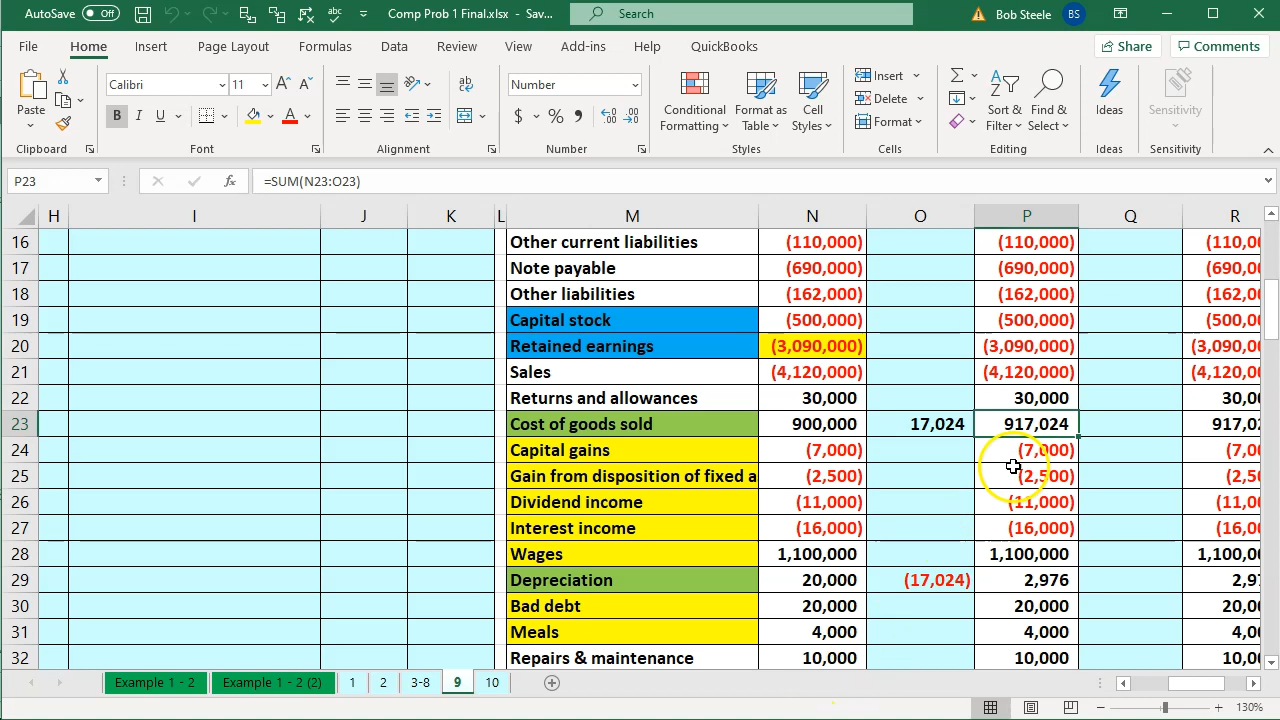 AutoSave Off Comp Prob 1 Final.xlsx - Sav... Search Bob Steele BS
File Home Insert Page Layout Formulas Data Review View Add-ins Help QuickBooks Share Comments
Paste Calibri 11 Number Conditional Formatting Format as Table Cell Styles Insert Delete Format Sort & Filter Find & Select Ideas Sensitivity
Clipboard Font Alignment Number Styles Cells Editing Ideas Sensitivity
P23 fx =SUM(N23:O23)
H I J K L M N O P Q R
16 Other current liabilities (110,000) (110,000) (110,0
17 Note payable (690,000) (690,000) (690,0
18 Other liabilities (162,000) (162,000) (162,0
19 Capital stock (500,000) (500,000) (500,0
20 Retained earnings (3,090,000) (3,090,000) (3,090,0
21 Sales (4,120,000) (4,120,000) (4,120,0
22 Returns and allowances 30,000 30,000 30,0
23 Cost of goods sold 900,000 17,024 917,024 917,0
24 Capital gains (7,000) (7,000) (7,0
25 Gain from disposition of fixed a (2,500) (2,500) (2,5
26 Dividend income (11,000) (11,000) (11,0
27 Interest income (16,000) (16,000) (16,0
28 Wages 1,100,000 1,100,000 1,100,0
29 Depreciation 20,000 (17,024) 2,976 2,9
30 Bad debt 20,000 20,000 20,0
31 Meals 4,000 4,000 4,0
32 Repairs & maintenance 10,000 10,000 10,0
Example 1 - 2 Example 1 - 2 (2) 1 2 3-8 9 10
130%